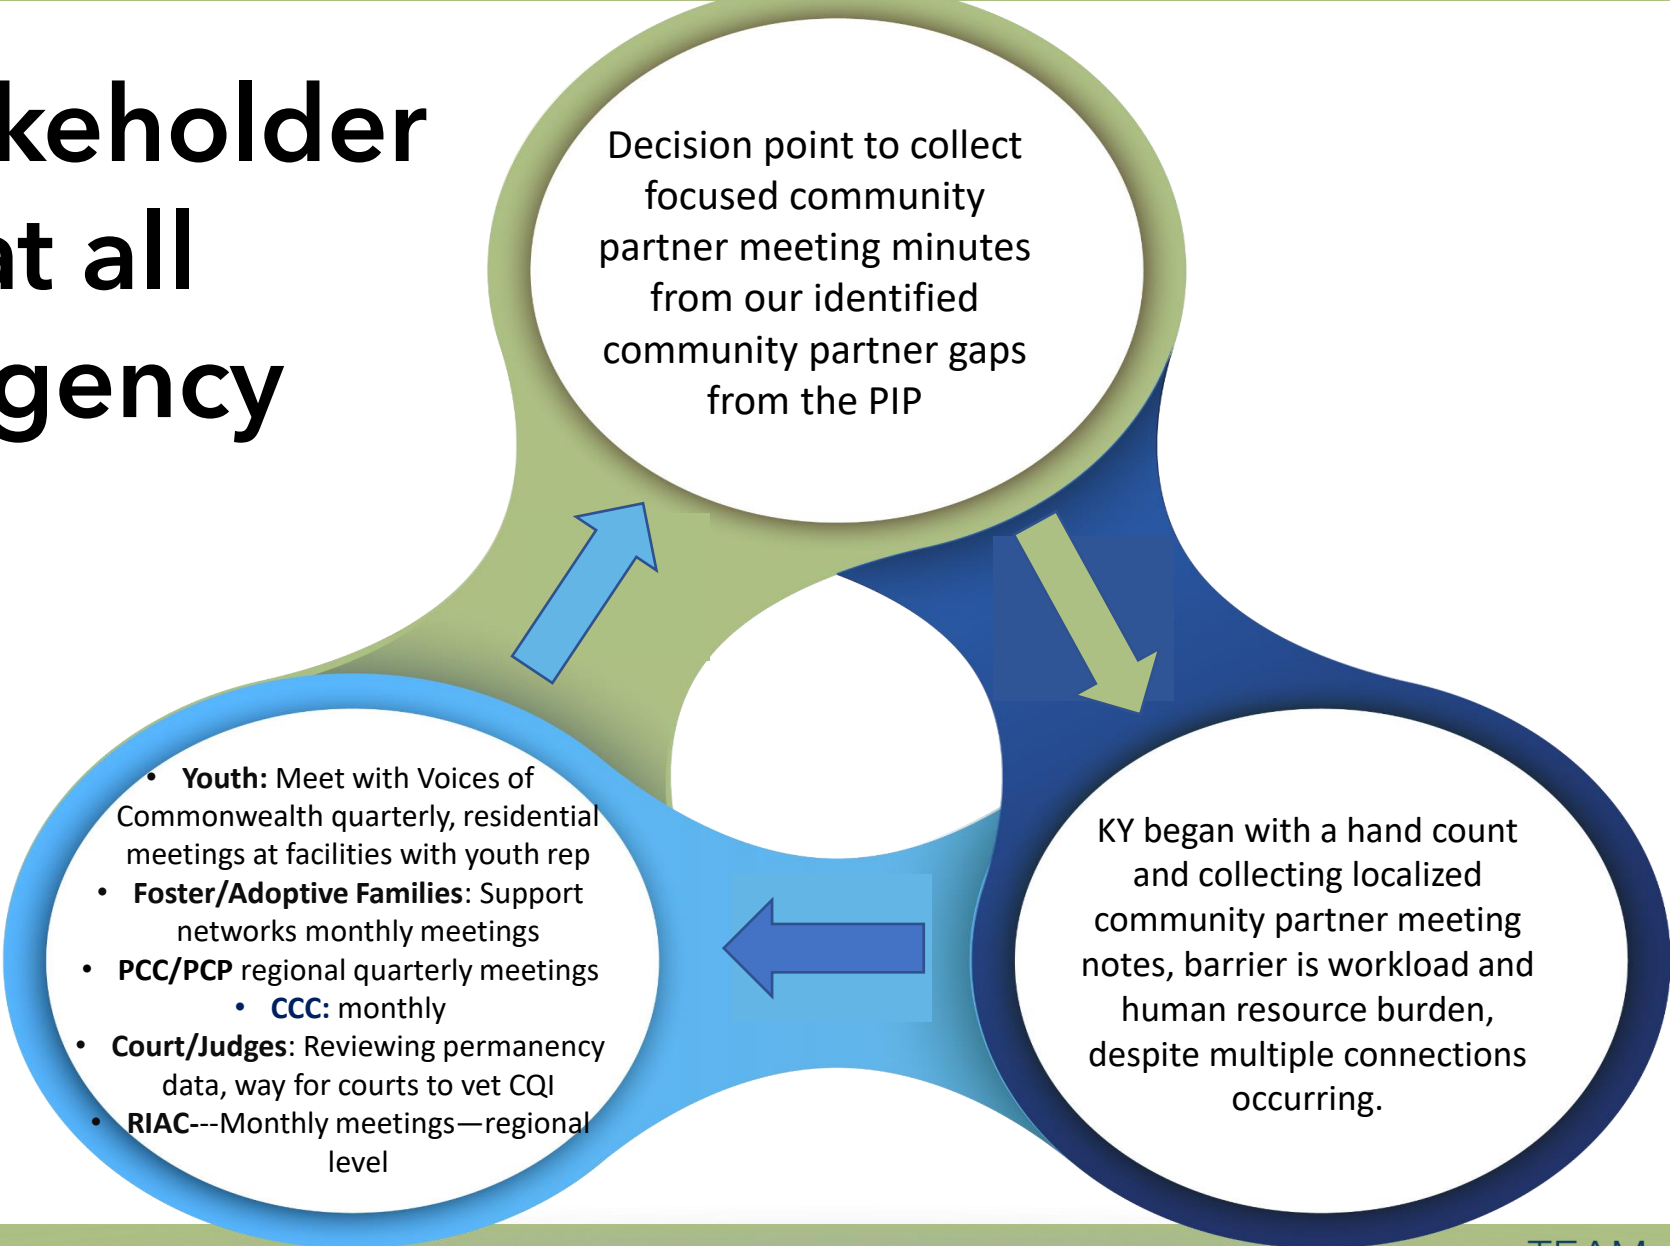 keholder
at all
gency
Decision point to collect
focused community
partner meeting minutes
from our identified
community partner gaps
from the PIP
• Youth: Meet with Voices of
Commonwealth quarterly, residential
meetings at facilities with youth rep
• Foster/Adoptive Families: Support
networks monthly meetings
• PCC/PCP regional quarterly meetings
• CCC: monthly
• Court/Judges: Reviewing permanency
data, way for courts to vet CQI
• RIAC---Monthly meetings—regional
level
KY began with a hand count
and collecting localized
community partner meeting
notes, barrier is workload and
human resource burden,
despite multiple connections
occurring.
TEAM